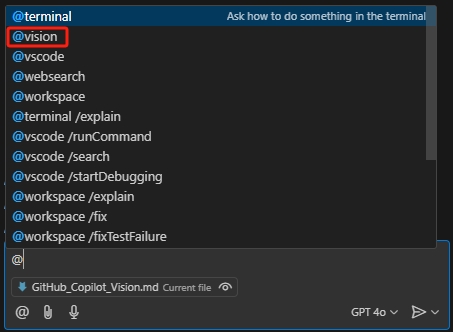 @terminal Ask how to do something in the terminal
@vision
@vscode
@websearch
@workspace
@terminal /explain
@vscode /runCommand
@vscode /search
@vscode /startDebugging
@workspace /explain
@workspace /fix
@workspace /fixTestFailure
@
GitHub_Copilot_Vision.md Current file
@ GPT 4o